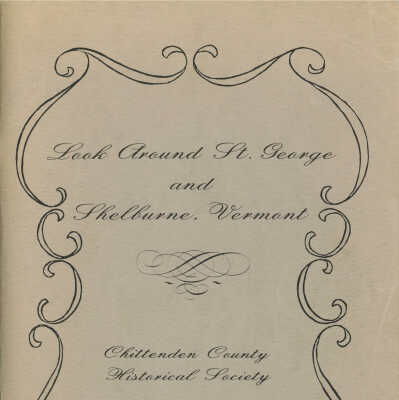 Look Around St. George
and
Shelburne, Vermont
Chittenden County
Historical Society